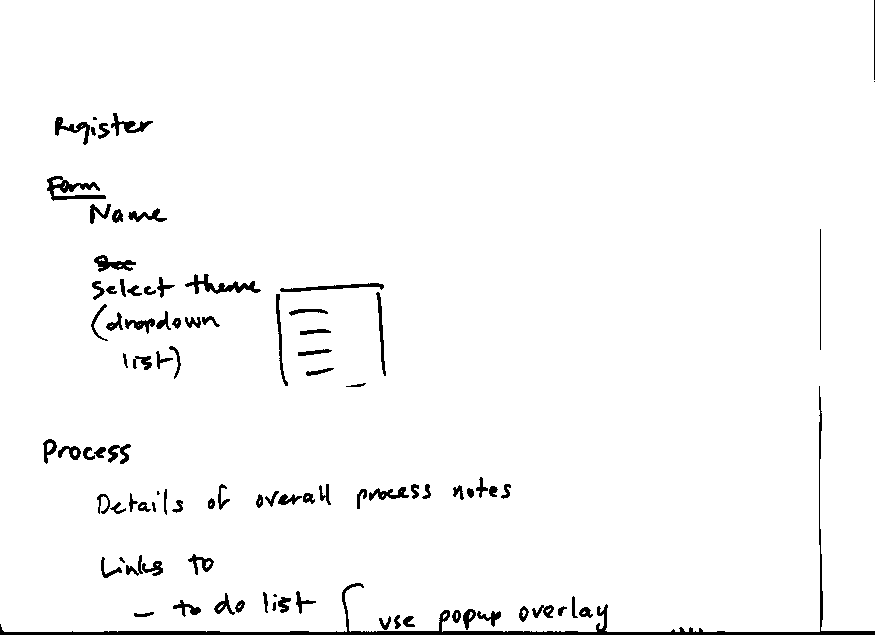 Register
Form
Name
Select theme
(dropdown
list)
Process
Details of overall process notes
Links to
- to do list
use popup overlay